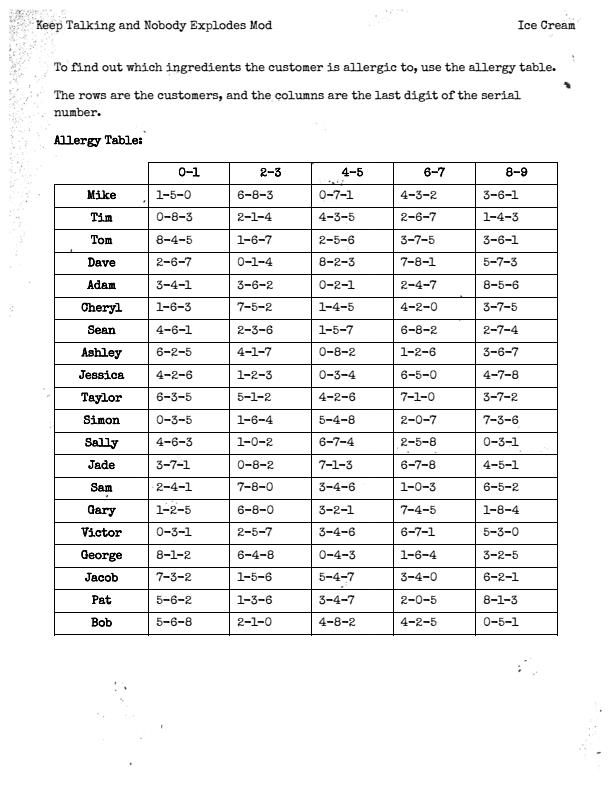 Keep Talking and Nobody Explodes Mod Ice Cream
To find out which ingredients the customer is allergic to, use the allergy table.
The rows are the customers, and the columns are the last digit of the serial
number.
Allergy Table:
0-1 2-3 4-5 6-7 8-9
Mike 1-5-0 6-8-3 0-7-1 4-3-2 3-6-1
Tim 0-8-3 2-1-4 4-3-5 2-6-7 1-4-3
Tom 8-4-5 1-6-7 2-5-6 3-7-5 3-6-1
Dave 2-6-7 0-1-4 8-2-3 7-8-1 5-7-3
Adam 3-4-1 3-6-2 0-2-1 2-4-7 8-5-6
Cheryl 1-6-3 7-5-2 1-4-5 4-2-0 3-7-5
Sean 4-6-1 2-3-6 1-5-7 6-8-2 2-7-4
Ashley 6-2-5 4-1-7 0-8-2 1-2-6 3-6-7
Jessica 4-2-6 1-2-3 0-3-4 6-5-0 4-7-8
Taylor 6-3-5 5-1-2 4-2-6 7-1-0 3-7-2
Simon 0-3-5 1-6-4 5-4-8 2-0-7 7-3-6
Sally 4-6-3 1-0-2 6-7-4 2-5-8 0-3-1
Jade 3-7-1 0-8-2 7-1-3 6-7-8 4-5-1
Sam 2-4-1 7-8-0 3-4-6 1-0-3 6-5-2
Gary 1-2-5 6-8-0 3-2-1 7-4-5 1-8-4
Victor 0-3-1 2-5-7 3-4-6 6-7-1 5-3-0
George 8-1-2 6-4-8 0-4-3 1-6-4 3-2-5
Jacob 7-3-2 1-5-6 5-4-7 3-4-0 6-2-1
Pat 5-6-2 1-3-6 3-4-7 2-0-5 8-1-3
Bob 5-6-8 2-1-0 4-8-2 4-2-5 0-5-1